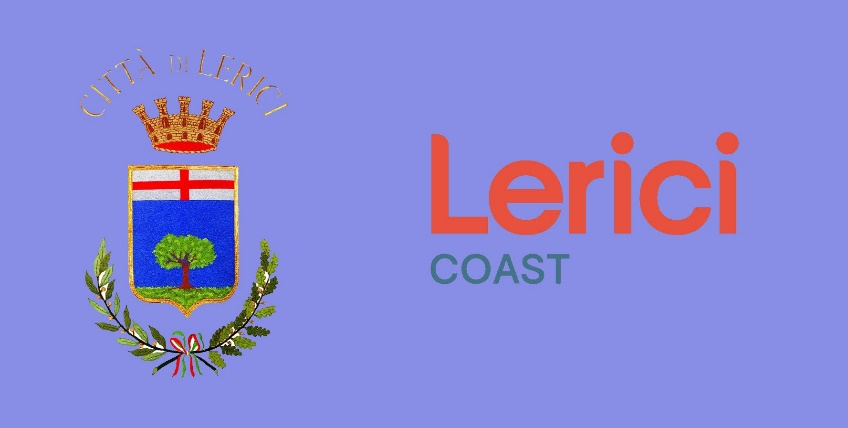 CITTÀ DI LERICI
Lerici
COAST